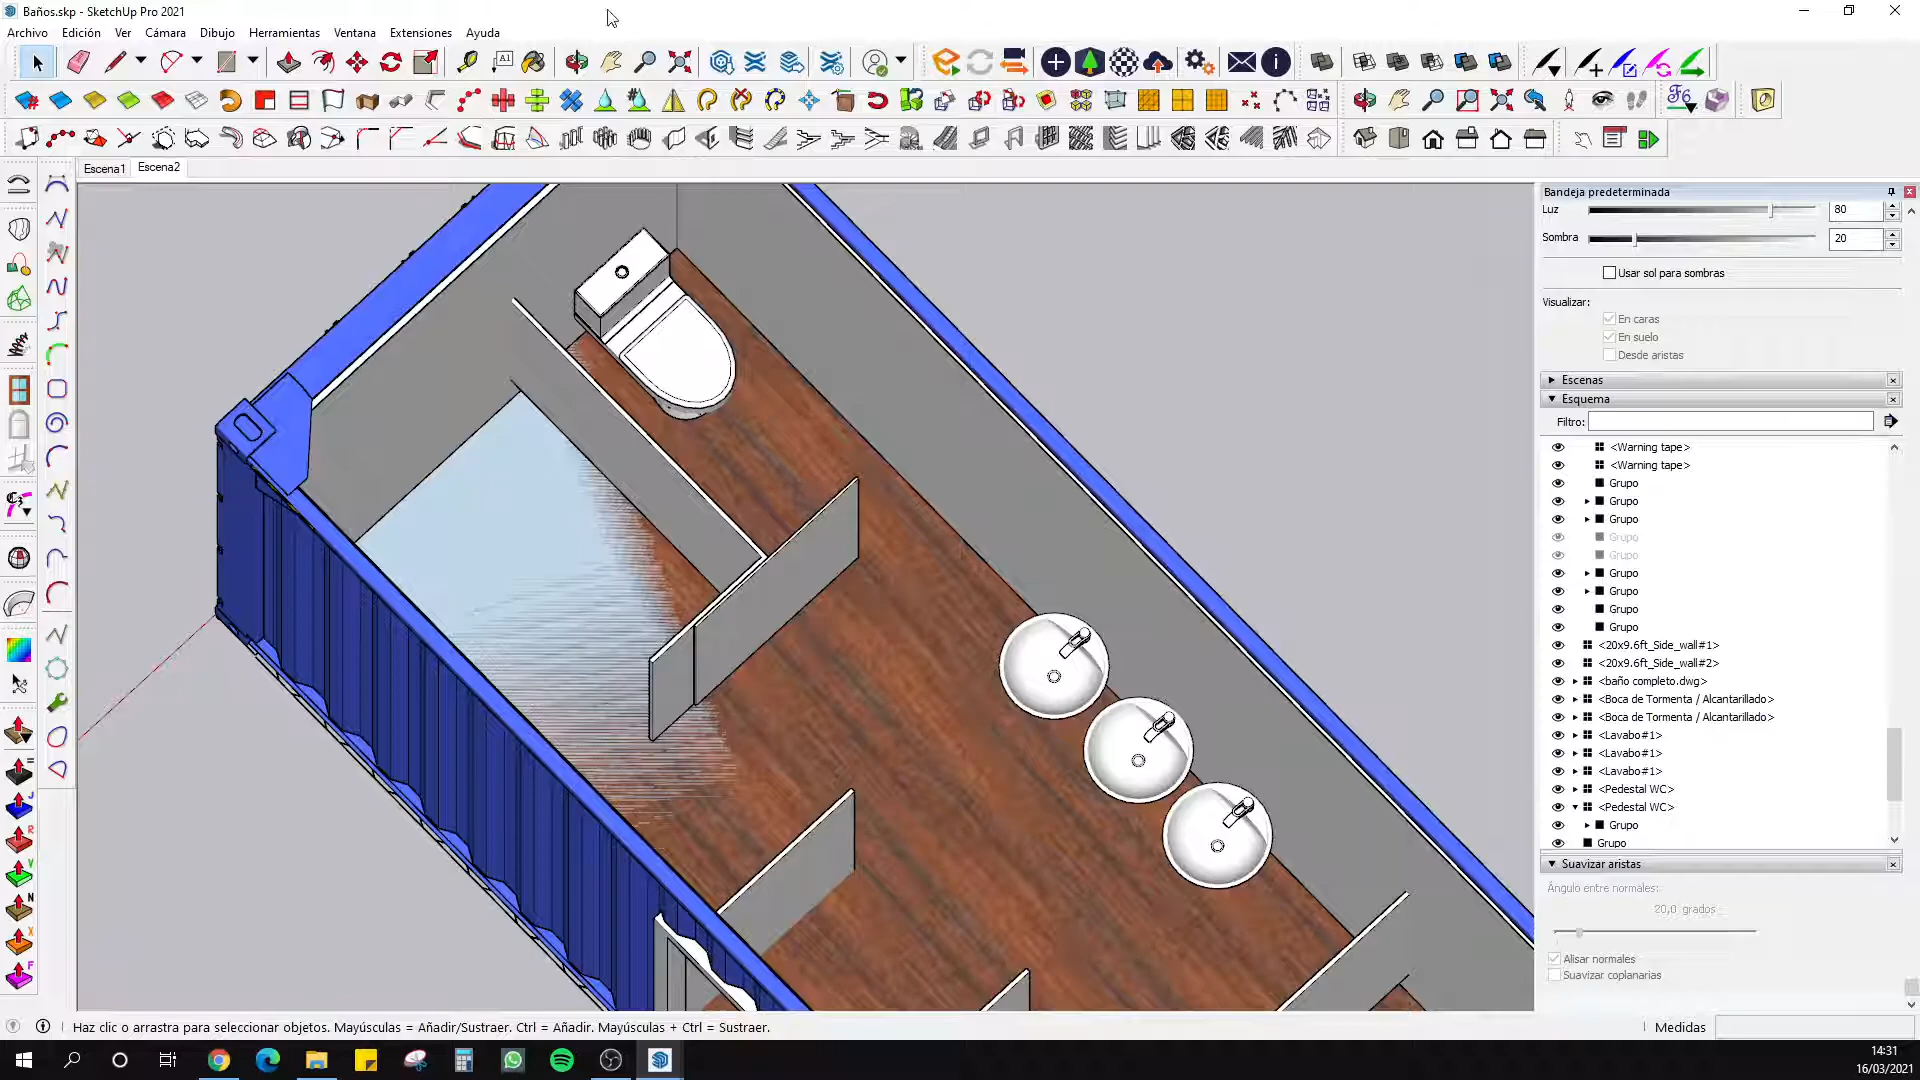 Baños.skp - SketchUp Pro 2021
Archivo Edición Ver Cámara Dibujo Herramientas Ventana Extensiones Ayuda
A1
F6
Escena1 Escena2
Bandeja predeterminada
Luz 80
Sombra 20
Usar sol para sombras
Visualizar:
En caras
En suelo
Desde aristas
Escenas
Esquema
Filtro:
<Warning tape>
<Warning tape>
Grupo
Grupo
Grupo
Grupo
Grupo
Grupo
Grupo
Grupo
Grupo
<20x9.6ft_Side_wall#1>
<20x9.6ft_Side_wall#2>
<baño completo.dwg>
<Boca de Tormenta / Alcantarillado>
<Boca de Tormenta / Alcantarillado>
<Lavabo#1>
<Lavabo#1>
<Lavabo#1>
<Pedestal WC>
<Pedestal WC>
Grupo
Grupo
Suavizar aristas
Ángulo entre normales:
20,0 grados
Alisar normales
Suavizar coplanarias
J
R
V
N
X
F
Haz clic o arrastra para seleccionar objetos. Mayúsculas = Añadir/Sustraer. Ctrl = Añadir. Mayúsculas + Ctrl = Sustraer.
Medidas
14:31
16/03/2021